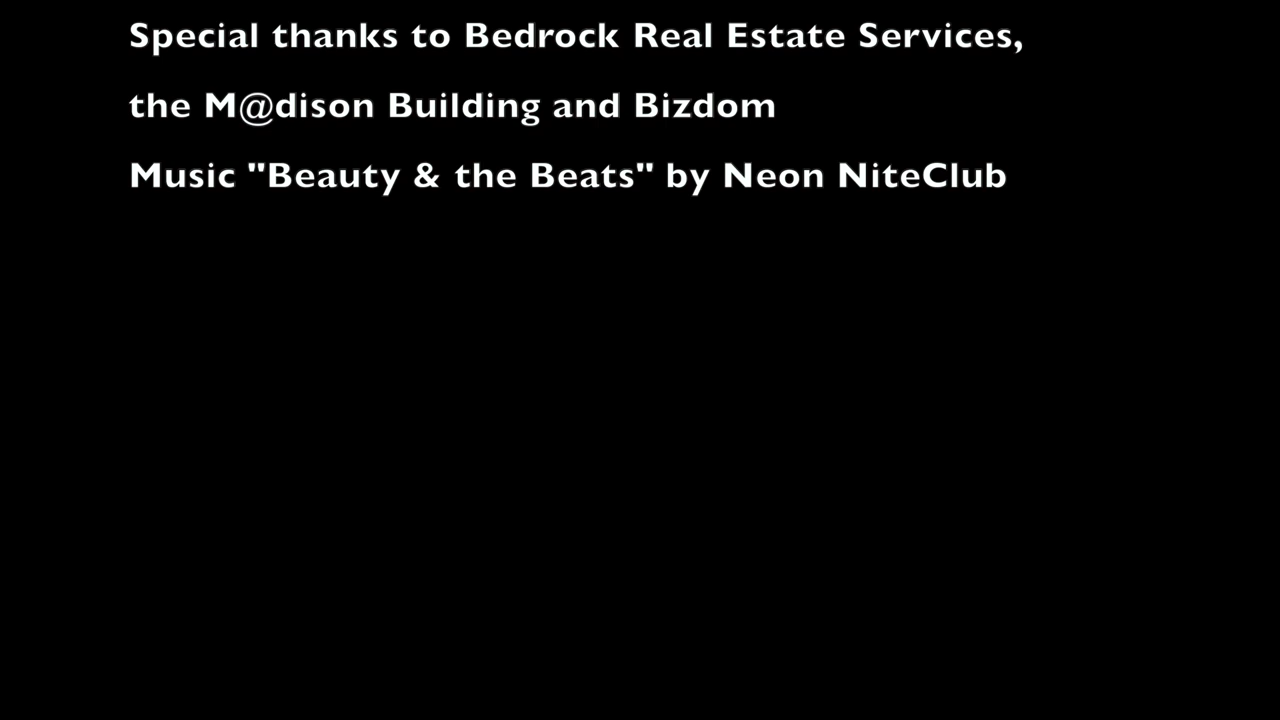 Special thanks to Bedrock Real Estate Services,
the M@dison Building and Bizdom
Music "Beauty & the Beats" by Neon NiteClub